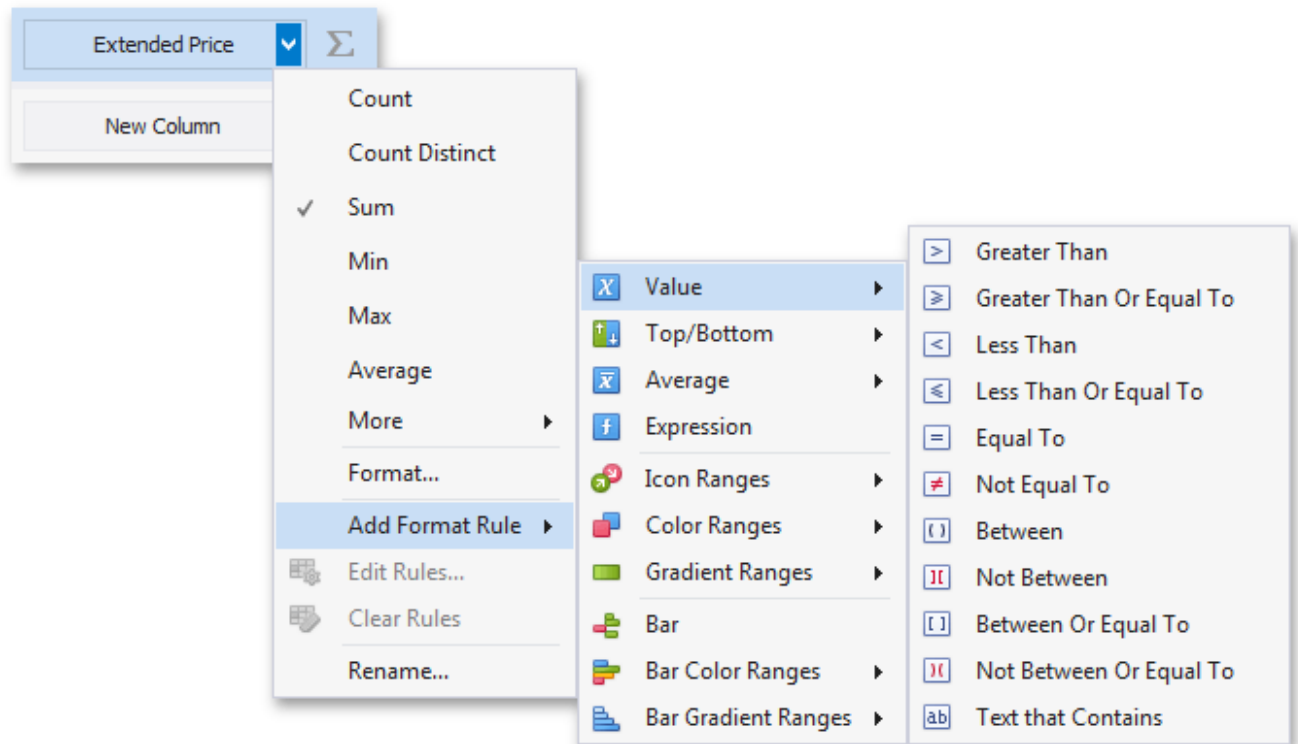 Extended Price
Σ
New Column
Count
Count Distinct
Sum
Min
Max
Average
More
Format...
Add Format Rule
Edit Rules...
Clear Rules
Rename...
Value
Top/Bottom
Average
Expression
Icon Ranges
Color Ranges
Gradient Ranges
Bar
Bar Color Ranges
Bar Gradient Ranges
> Greater Than
⩾ Greater Than Or Equal To
< Less Than
⩽ Less Than Or Equal To
= Equal To
≠ Not Equal To
( ) Between
][ Not Between
[ ] Between Or Equal To
)( Not Between Or Equal To
ab Text that Contains